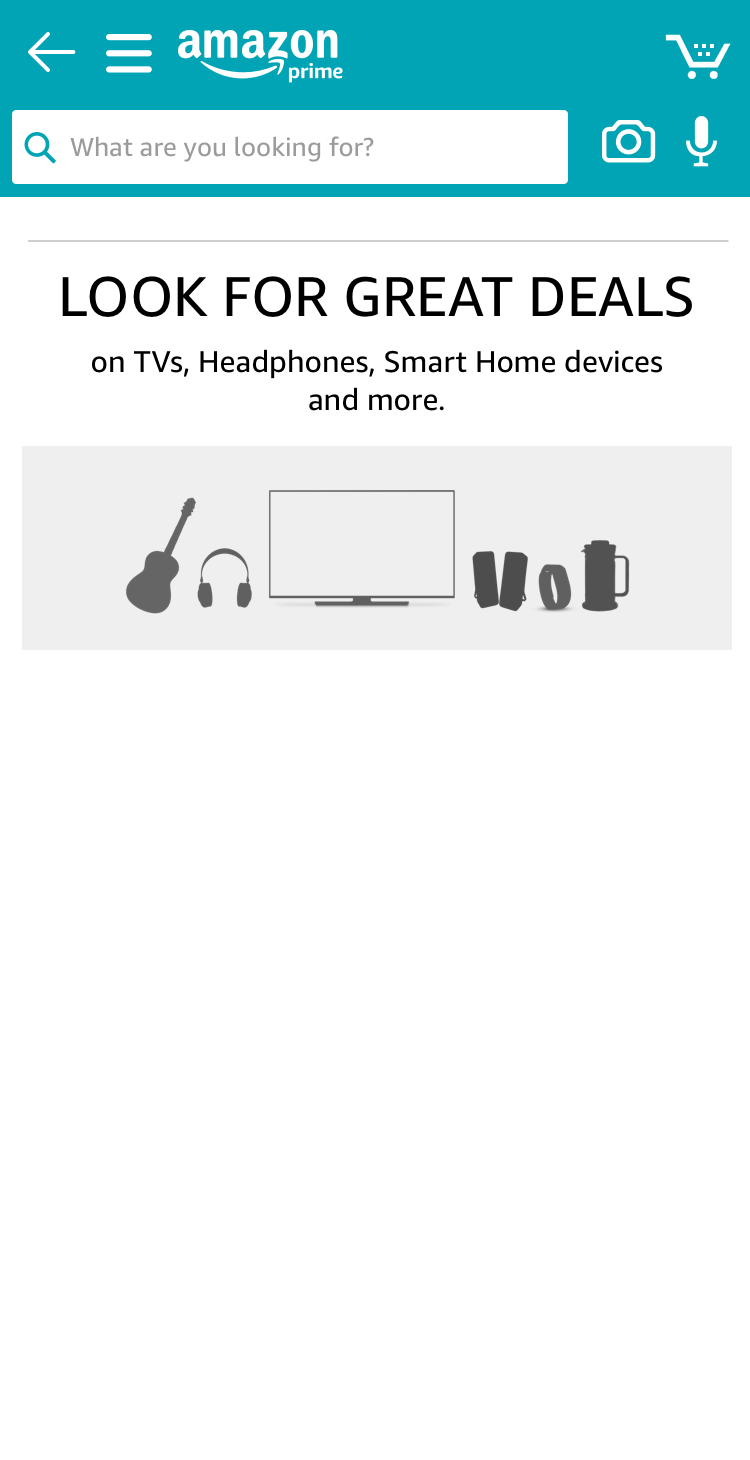 amazon
prime
What are you looking for?
LOOK FOR GREAT DEALS
on TVs, Headphones, Smart Home devices
and more.